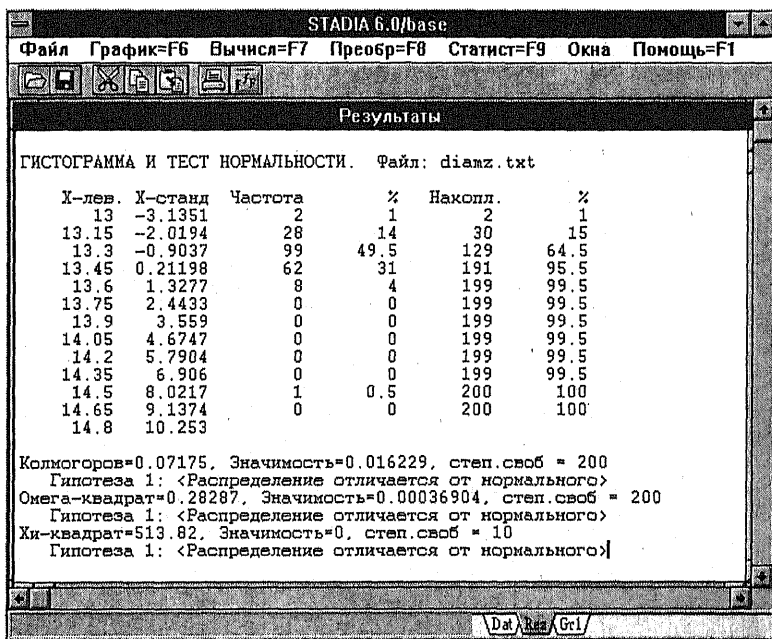 STADIA 6.0/base
Файл График=F6 Вычисл=F7 Преобр=F8 Статист=F9 Окна Помощь=F1
Результаты
ГИСТОГРАММА И ТЕСТ НОРМАЛЬНОСТИ. Файл: diamz.txt
X-лев. X-станд Частота % Накопл. %
13 -3.1351 2 1 2 1
13.15 -2.0194 28 14 30 15
13.3 -0.9037 99 49.5 129 64.5
13.45 0.21198 62 31 191 95.5
13.6 1.3277 8 4 199 99.5
13.75 2.4433 0 0 199 99.5
13.9 3.559 0 0 199 99.5
14.05 4.6747 0 0 199 99.5
14.2 5.7904 0 0 199 99.5
14.35 6.906 0 0 199 99.5
14.5 8.0217 1 0.5 200 100
14.65 9.1374 0 0 200 100
14.8 10.253
Колмогоров=0.07175, Значимость=0.016229, степ.своб = 200
Гипотеза 1: <Распределение отличается от нормального>
Омега-квадрат=0.28287, Значимость=0.00036904, степ.своб = 200
Гипотеза 1: <Распределение отличается от нормального>
Хи-квадрат=513.82, Значимость=0, степ.своб = 10
Гипотеза 1: <Распределение отличается от нормального>
Dat Rez Gr1